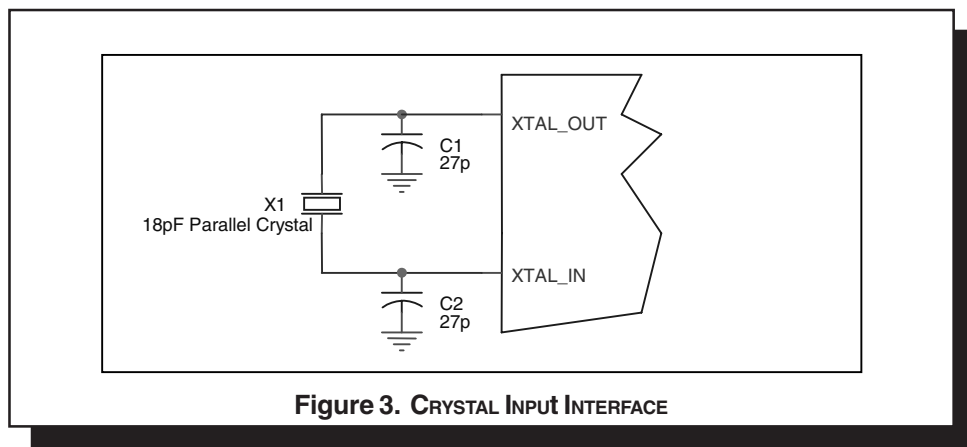 XTAL_OUT
C1
27p
X1
18pF Parallel Crystal
XTAL_IN
C2
27p
Figure 3. CRYSTAL INPUt INTERFACE